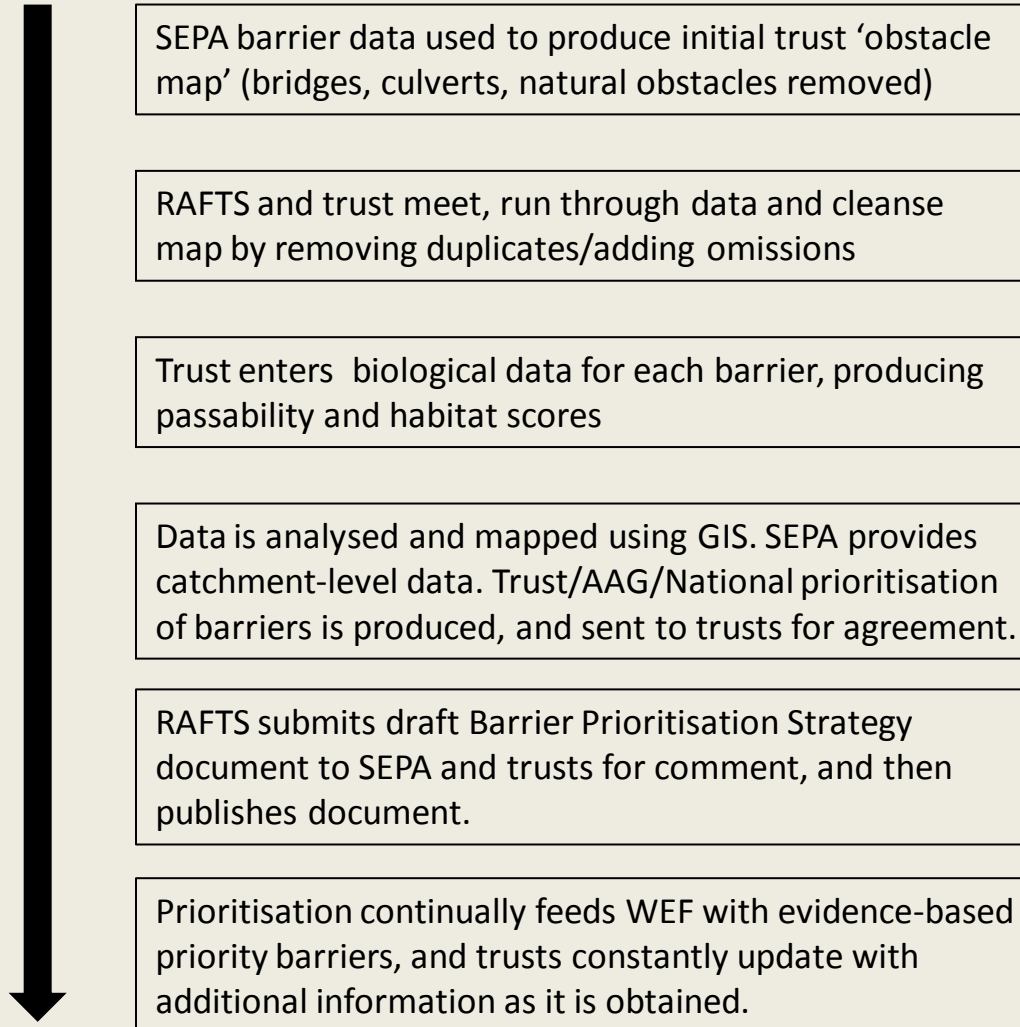 SEPA barrier data used to produce initial trust ‘obstacle
map’ (bridges, culverts, natural obstacles removed)
RAFTS and trust meet, run through data and cleanse
map by removing duplicates/adding omissions
Trust enters biological data for each barrier, producing
passability and habitat scores
Data is analysed and mapped using GIS. SEPA provides
catchment-level data. Trust/AAG/National prioritisation
of barriers is produced, and sent to trusts for agreement.
RAFTS submits draft Barrier Prioritisation Strategy
document to SEPA and trusts for comment, and then
publishes document.
Prioritisation continually feeds WEF with evidence-based
priority barriers, and trusts constantly update with
additional information as it is obtained.